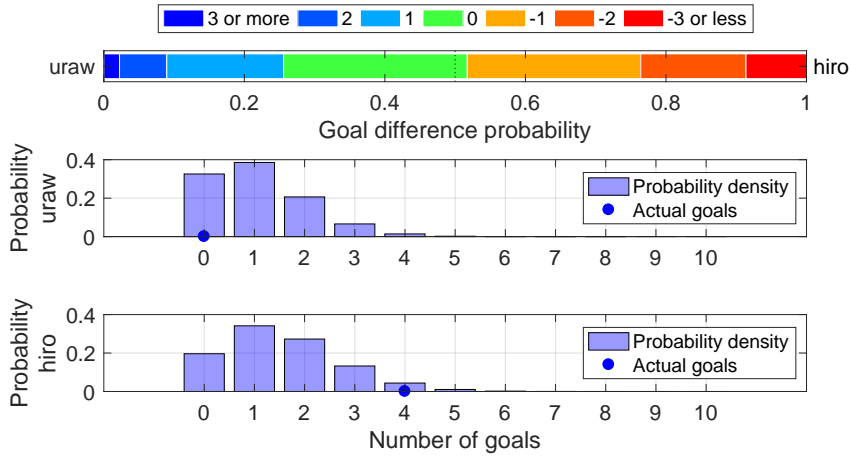 3 or more 2 1 0 -1 -2 -3 or less
uraw hiro
0 0.2 0.4 0.6 0.8 1
Goal difference probability
Probability
uraw
0.4
0.2
0
Probability density
Actual goals
0 1 2 3 4 5 6 7 8 9 10
Probability
hiro
0.4
0.2
0
Probability density
Actual goals
0 1 2 3 4 5 6 7 8 9 10
Number of goals